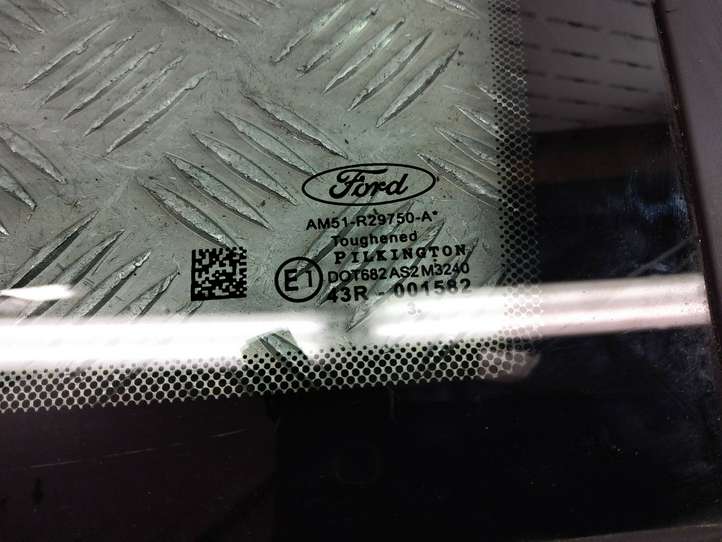 Ford
AM51-R29750-A*
Toughened
PILKINGTON
E1 DOT682 AS2 M3240
43R - 001582